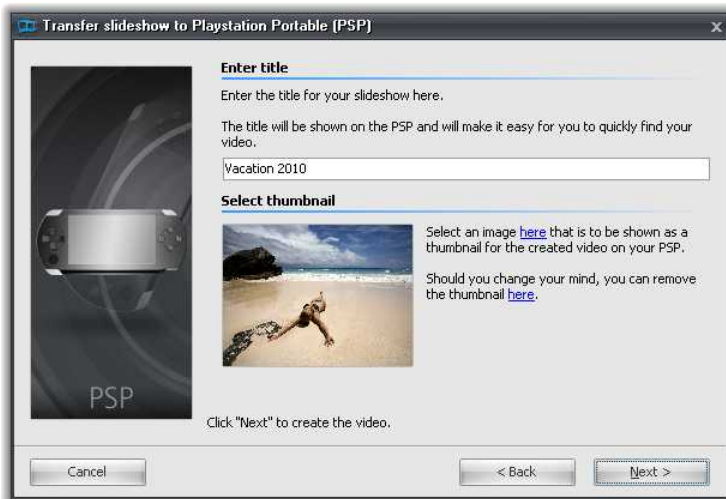 Transfer slideshow to Playstation Portable (PSP)
x
Enter title
Enter the title for your slideshow here.
The title will be shown on the PSP and will make it easy for you to quickly find your
video.
Vacation 2010
Select thumbnail
Select an image here that is to be shown as a
thumbnail for the created video on your PSP.
Should you change your mind, you can remove
the thumbnail here.
PSP
Click "Next" to create the video.
Cancel
< Back
Next >